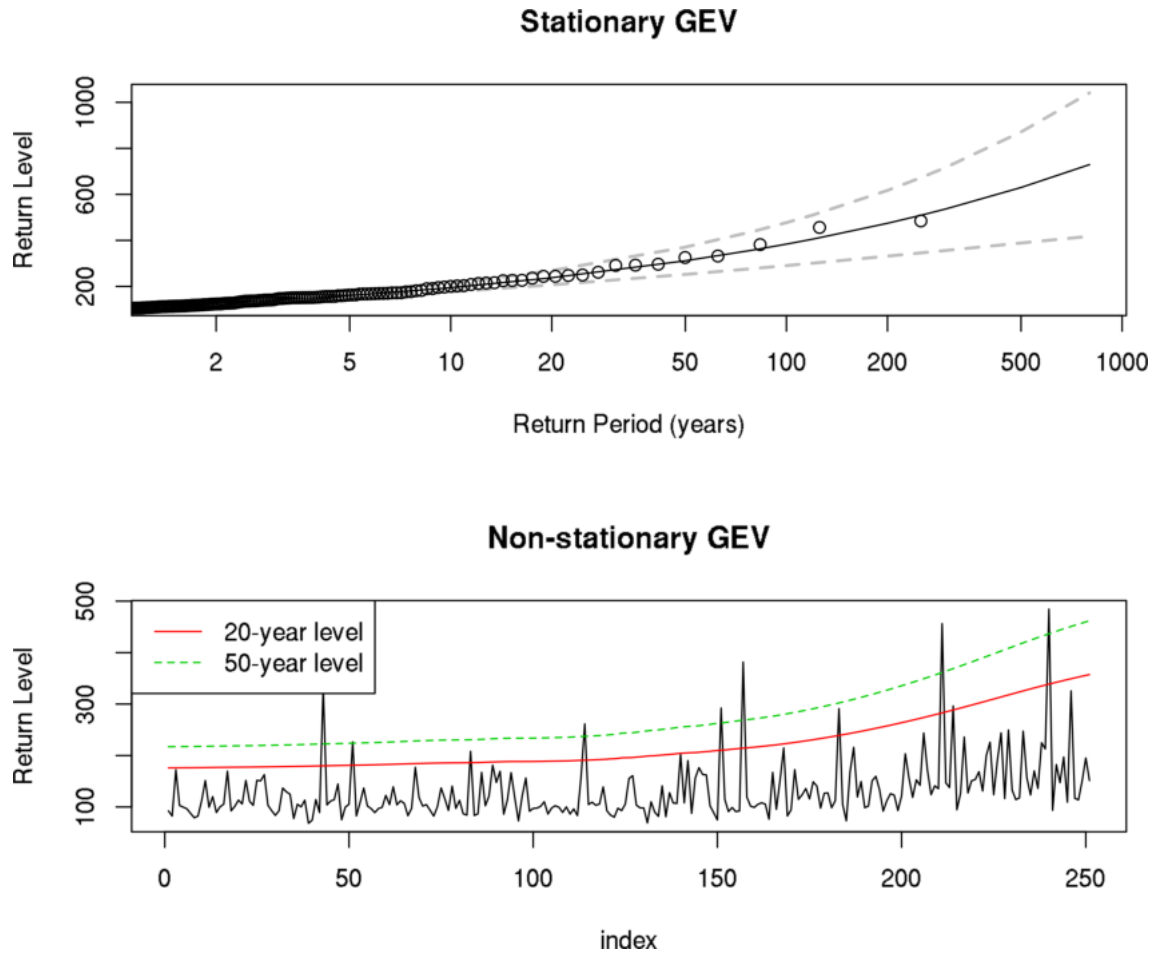 Stationary GEV
Return Level
1000
600
200
2 5 10 20 50 100 200 500 1000
Return Period (years)
Non-stationary GEV
Return Level
500
300
100
20-year level
50-year level
0 50 100 150 200 250
index